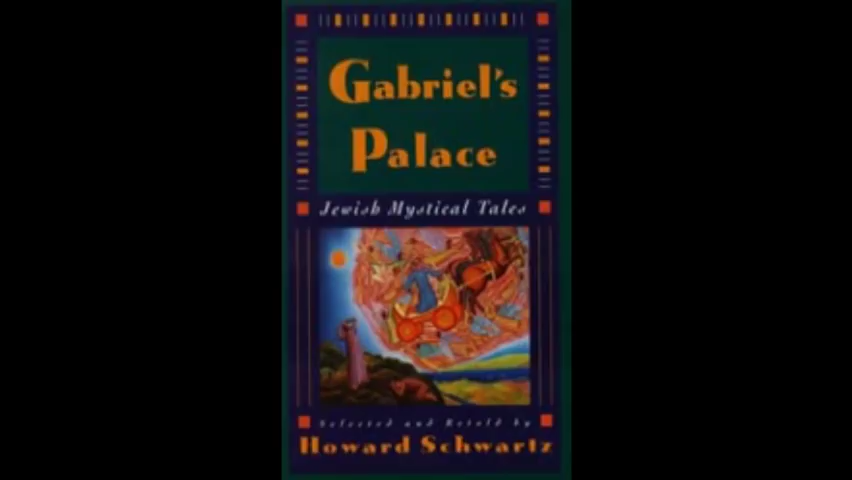 Gabriel's
Palace
Jewish Mystical Tales
Selected and Retold by
Howard Schwartz